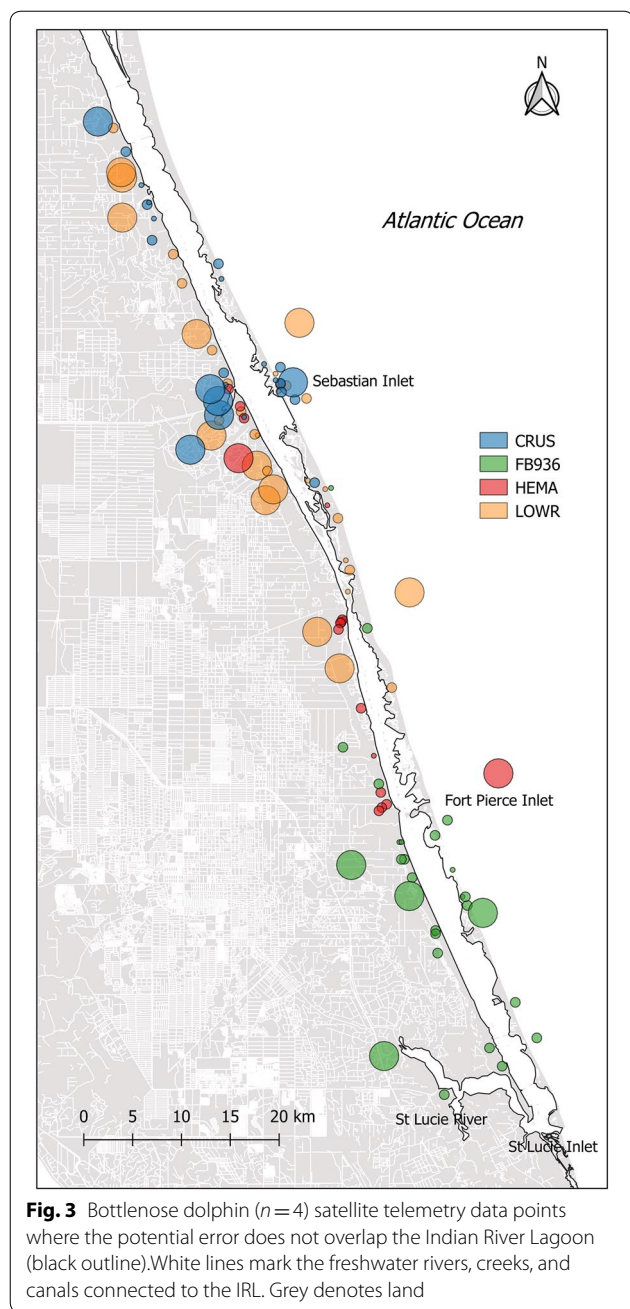 N
Atlantic Ocean
Sebastian Inlet
CRUS
FB936
HEMA
LOWR
Fort Pierce Inlet
0 5 10 15 20 km
St Lucie River
St Lucie Inlet
Fig. 3 Bottlenose dolphin (n = 4) satellite telemetry data points
where the potential error does not overlap the Indian River Lagoon
(black outline).White lines mark the freshwater rivers, creeks, and
canals connected to the IRL. Grey denotes land